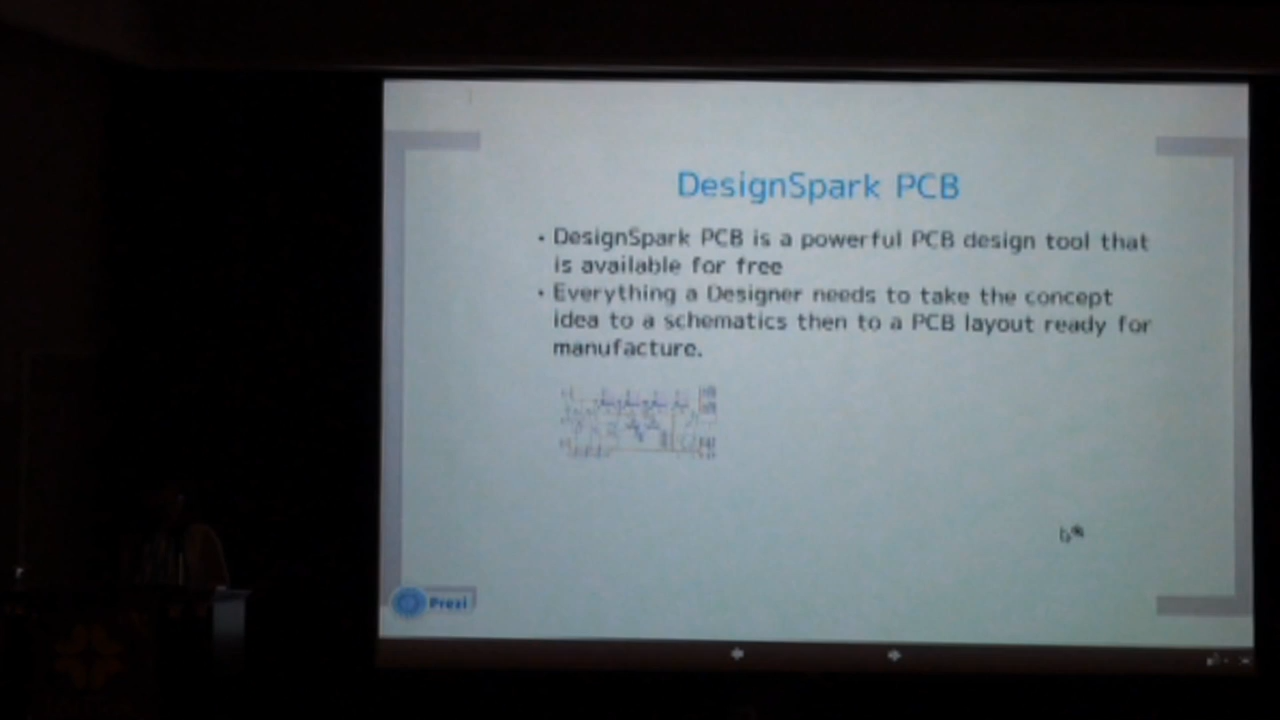 DesignSpark PCB
• DesignSpark PCB is a powerful PCB design tool that
is available for free
• Everything a Designer needs to take the concept
idea to a schematics then to a PCB layout ready for
manufacture.
Prezi